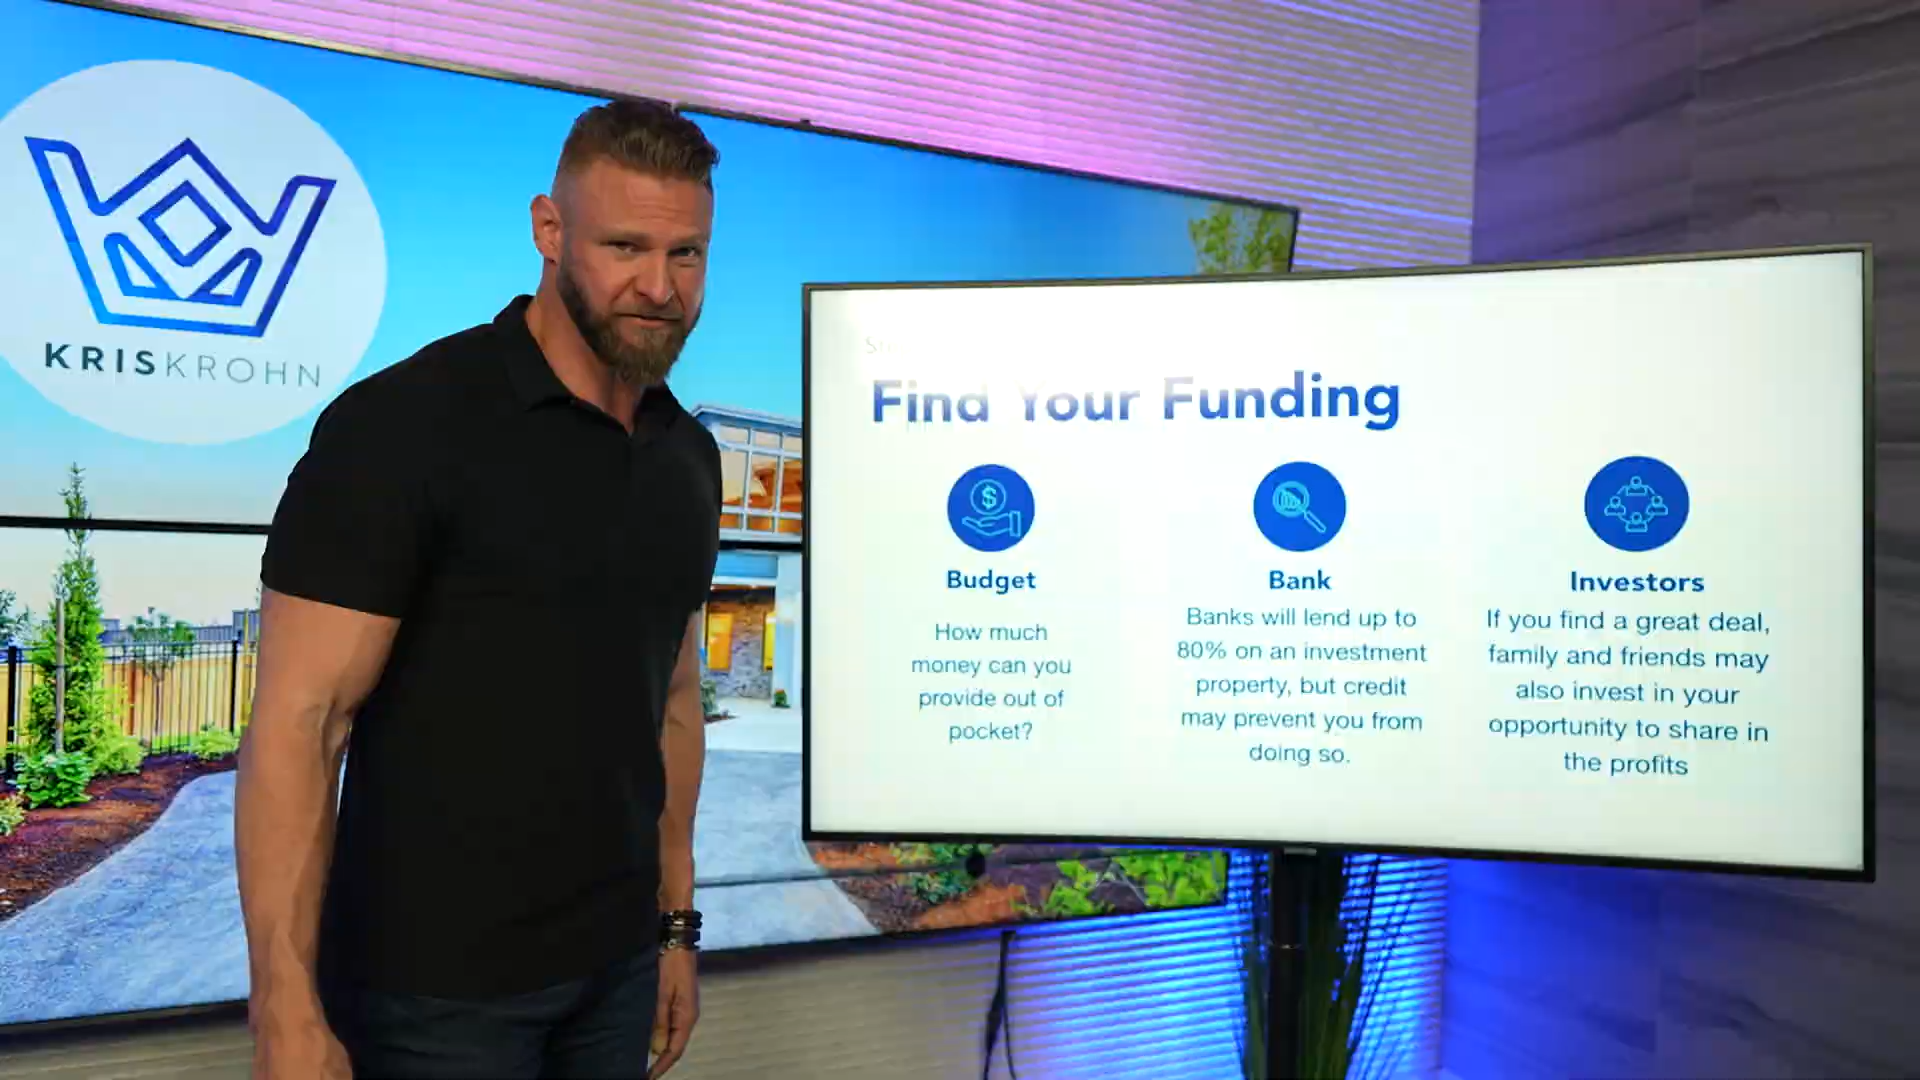 KRISKROHN
Find Your Funding
Budget
How much
money can you
provide out of
pocket?
Bank
Banks will lend up to
80% on an investment
property, but credit
may prevent you from
doing so.
Investors
If you find a great deal,
family and friends may
also invest in your
opportunity to share in
the profits